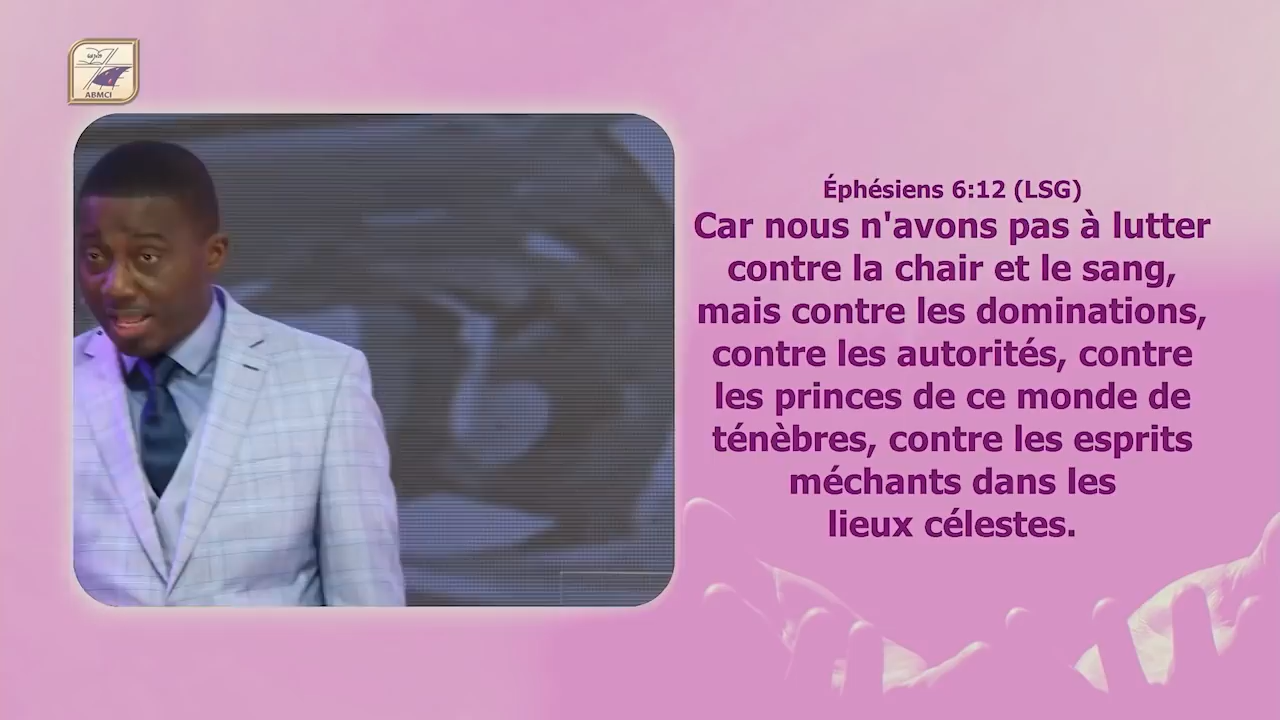 ABMCI
Éphésiens 6:12 (LSG)
Car nous n'avons pas à lutter
contre la chair et le sang,
mais contre les dominations,
contre les autorités, contre
les princes de ce monde de
ténèbres, contre les esprits
méchants dans les
lieux célestes.